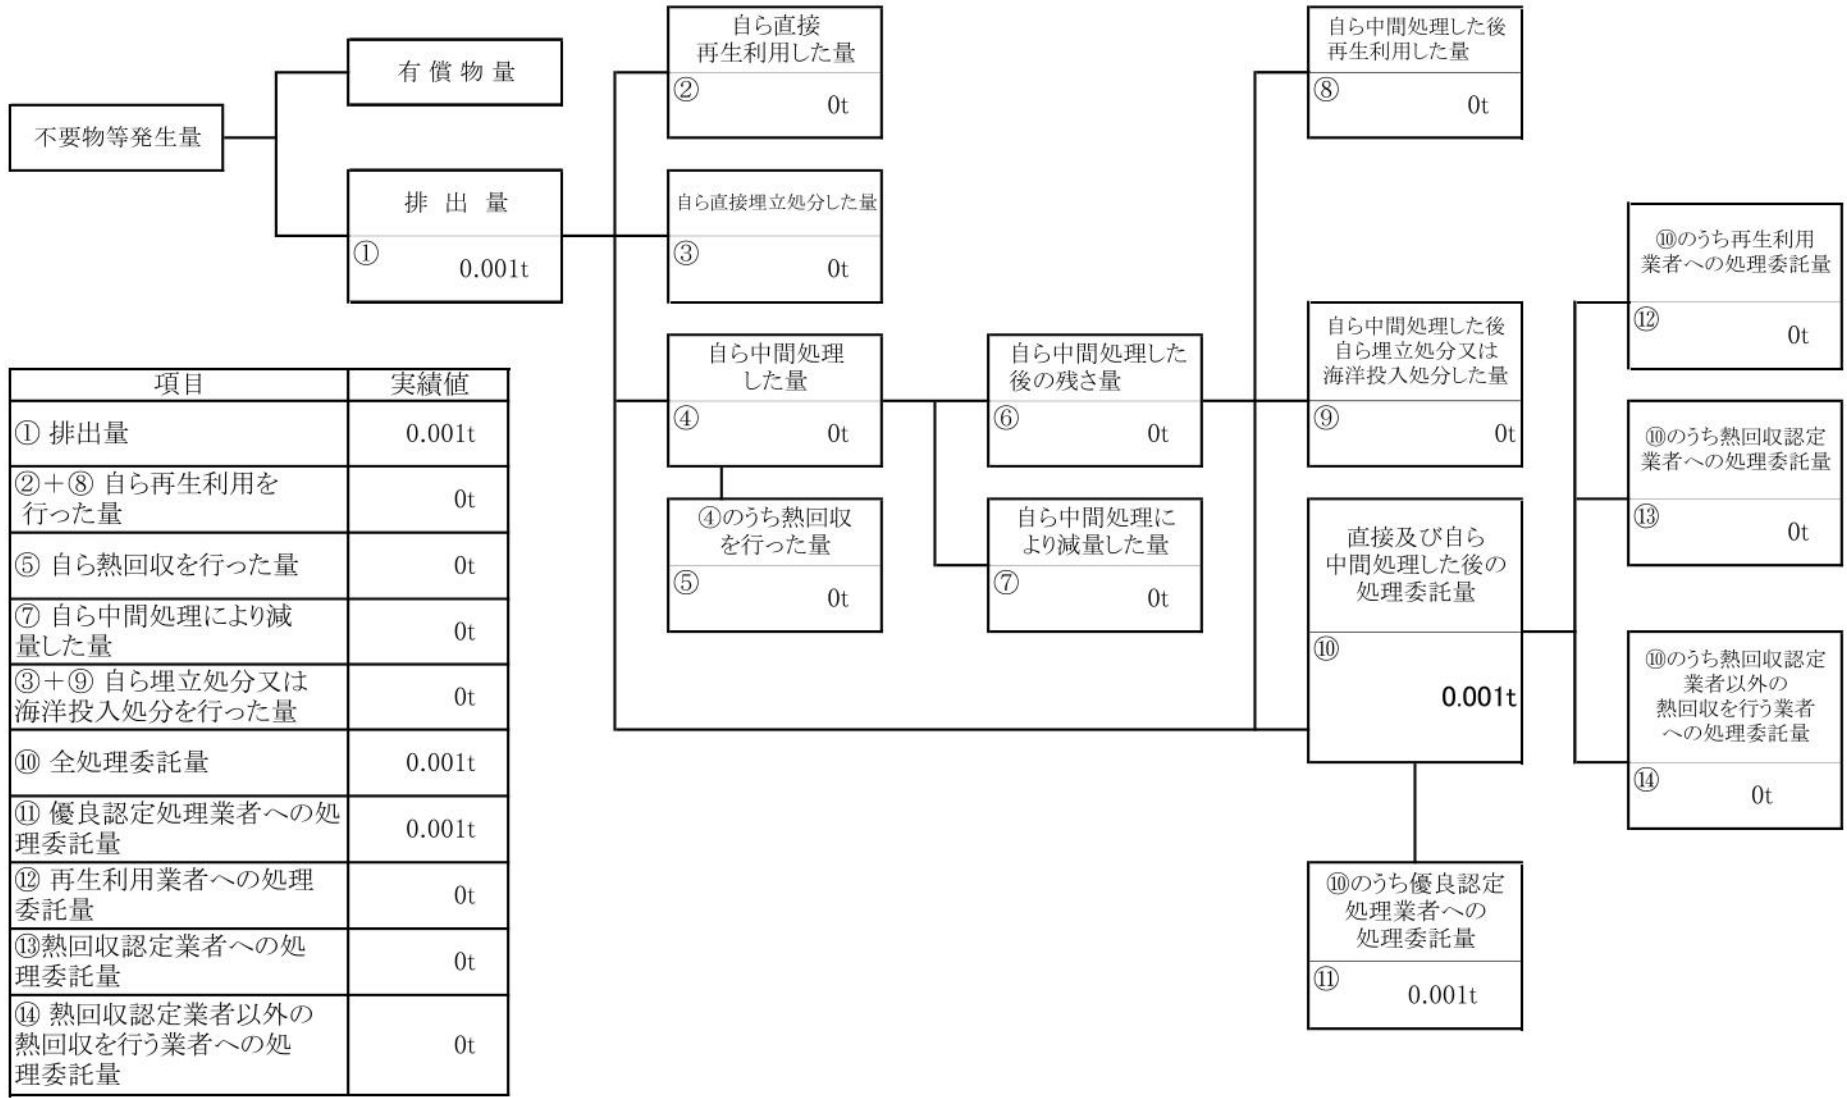 不要物等発生量
有償物量
排出量
①
0.001t
自ら直接
再生利用した量
②
0t
自ら直接埋立処分した量
③
0t
自ら中間処理
した量
④
0t
④のうち熱回収
を行った量
⑤
0t
自ら中間処理した
後の残さ量
⑥
0t
自ら中間処理に
より減量した量
⑦
0t
自ら中間処理した後
再生利用した量
⑧
0t
自ら中間処理した後
自ら埋立処分又は
海洋投入処分した量
⑨
0t
直接及び自ら
中間処理した後の
処理委託量
⑩
0.001t
⑩のうち優良認定
処理業者への
処理委託量
⑪
0.001t
⑩のうち再生利用
業者への処理委託量
⑫
0t
⑩のうち熱回収認定
業者への処理委託量
⑬
0t
⑩のうち熱回収認定
業者以外の
熱回収を行う業者
への処理委託量
⑭
0t
項目 実績値
① 排出量 0.001t
②+⑧ 自ら再生利用を
行った量
0t
⑤ 自ら熱回収を行った量 0t
⑦ 自ら中間処理により減
量した量
0t
③+⑨ 自ら埋立処分又は
海洋投入処分を行った量
0t
⑩ 全処理委託量 0.001t
⑪ 優良認定処理業者への処
理委託量
0.001t
⑫ 再生利用業者への処理
委託量
0t
⑬熱回収認定業者への処
理委託量
0t
⑭ 熱回収認定業者以外の
熱回収を行う業者への処
理委託量
0t